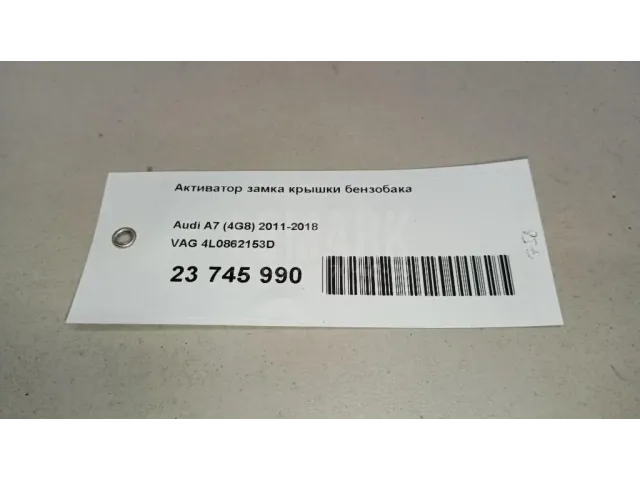 Активатор замка крышки бензобака
Audi A7 (4G8) 2011-2018
VAG 4L0862153D
23 745 990